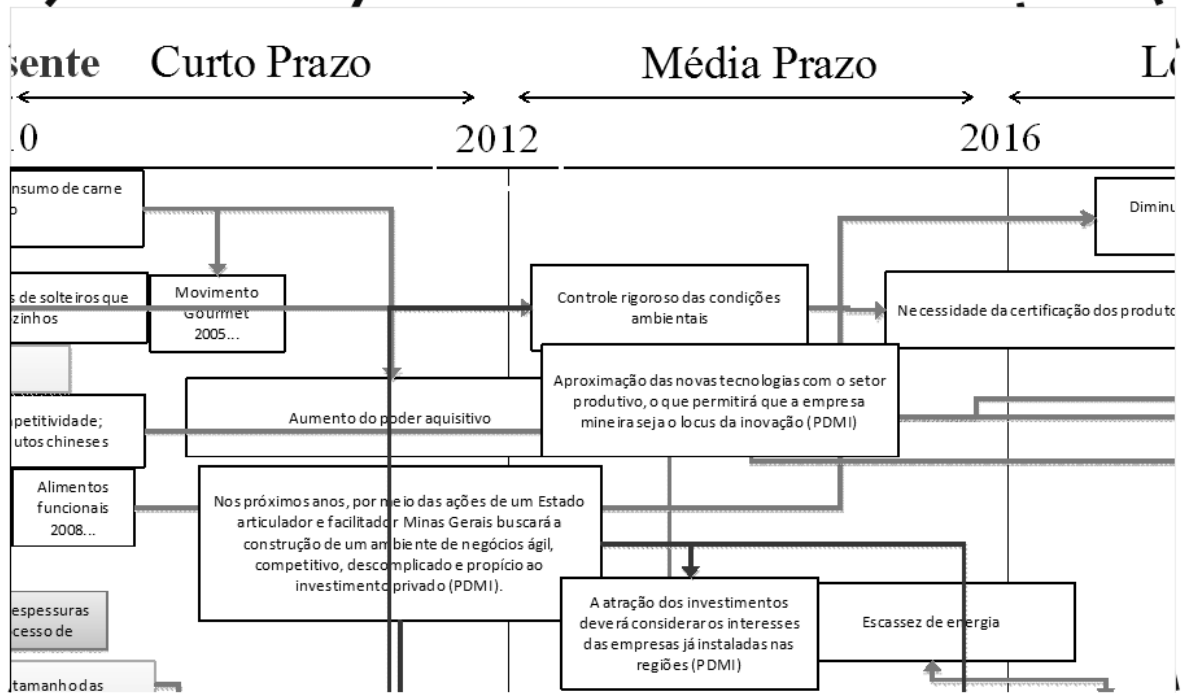 sente Curto Prazo Média Prazo
10 2012 2016
nsumo de carne
o
Diminu
Movimento
Gourmet
2005...
s de solteiros que
zinhos
Controle rigoroso das condições
ambientais
Necessidade da certificação dos produto
Aproximação das novas tecnologias com o setor
produtivo, o que permitirá que a empresa
mineira seja o locus da inovação (PDMI)
Aumento do poder aquisitivo
petitividade;
utos chineses
Alimentos
funcionais
2008...
Nos próximos anos, por meio das ações de um Estado
articulador e facilitador Minas Gerais buscará a
construção de um ambiente de negócios ágil,
competitivo, descomplicado e propício ao
investimento privado (PDMI).
espessuras
cesso de
A atração dos investimentos
deverá considerar os interesses
das empresas já instaladas nas
regiões (PDMI)
Escassez de energia
tamanho das